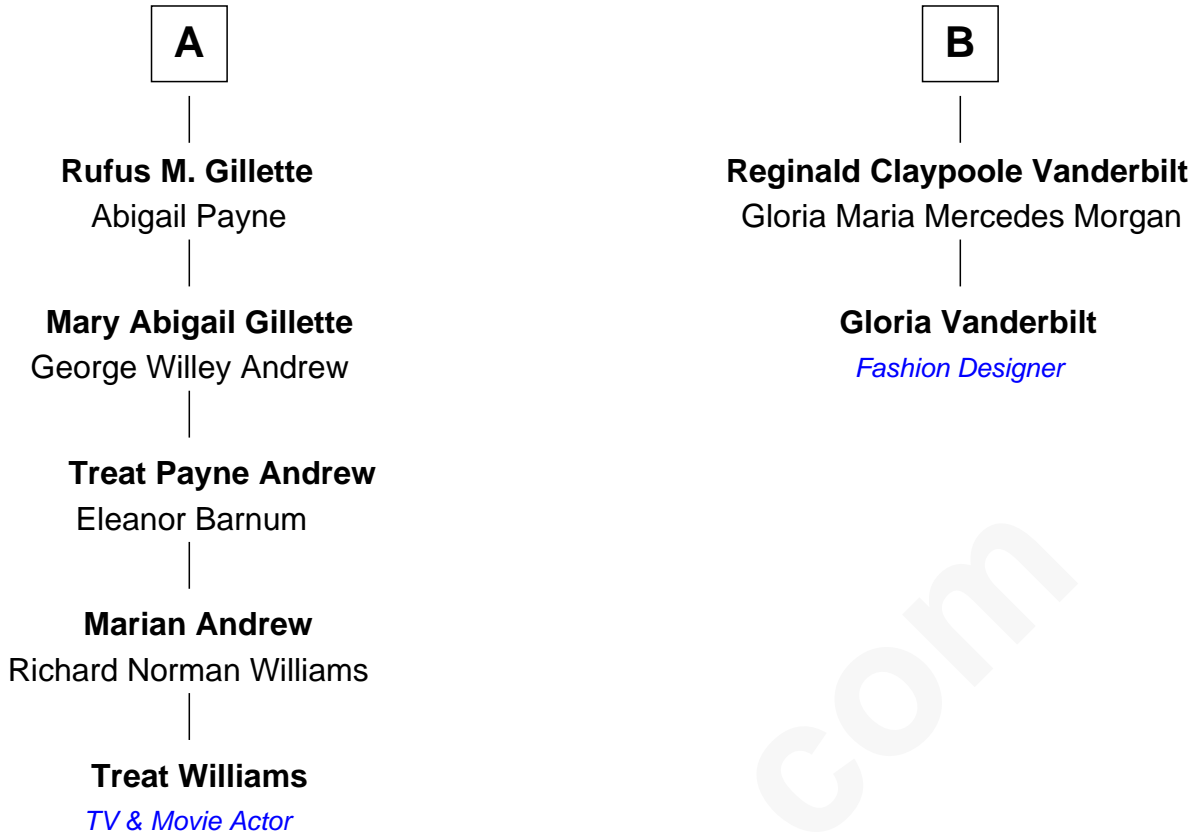 A
Rufus M. Gillette
Abigail Payne
Mary Abigail Gillette
George Willey Andrew
Treat Payne Andrew
Eleanor Barnum
Marian Andrew
Richard Norman Williams
Treat Williams
TV & Movie Actor
B
Reginald Claypoole Vanderbilt
Gloria Maria Mercedes Morgan
Gloria Vanderbilt
Fashion Designer
com